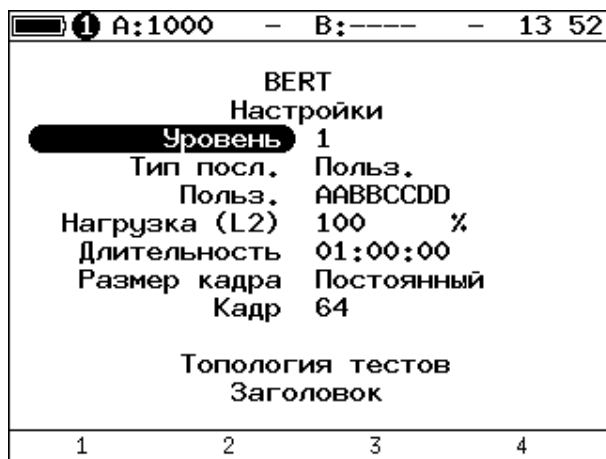 1 A:1000 – B:---- – 13 52
BERT
Настройки
Уровень 1
Тип посл. Польз.
Польз. AABBCCDD
Нагрузка (L2) 100 %
Длительность 01:00:00
Размер кадра Постоянный
Кадр 64
Топология тестов
Заголовок
1 2 3 4